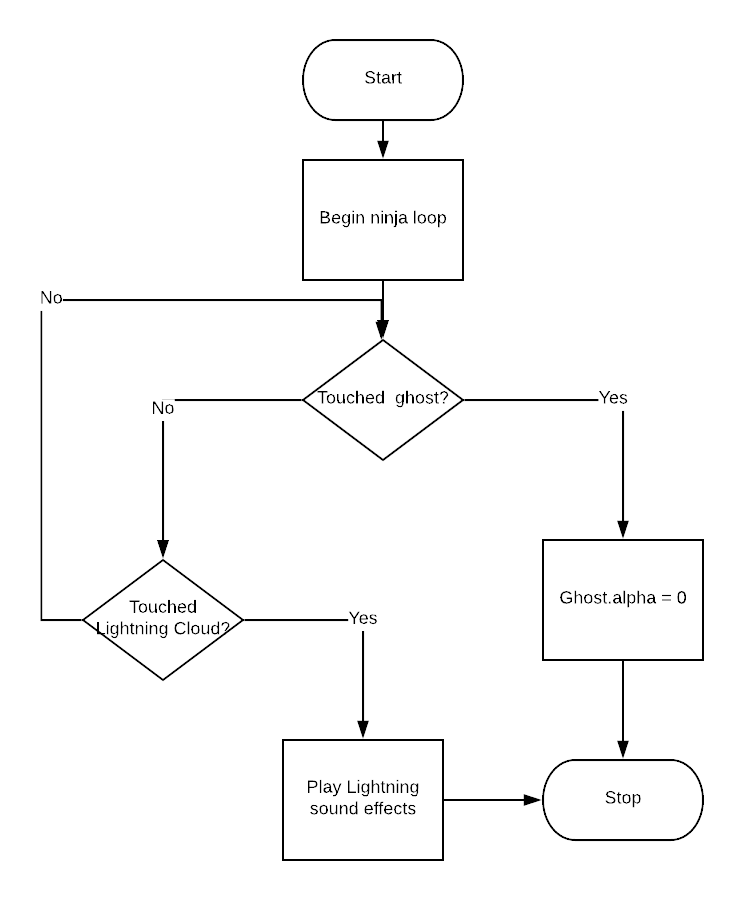 Start
Begin ninja loop
No
Touched  ghost?
No
Yes
Touched
Lightning Cloud?
Yes
Ghost.alpha = 0
Play Lightning
sound effects
Stop